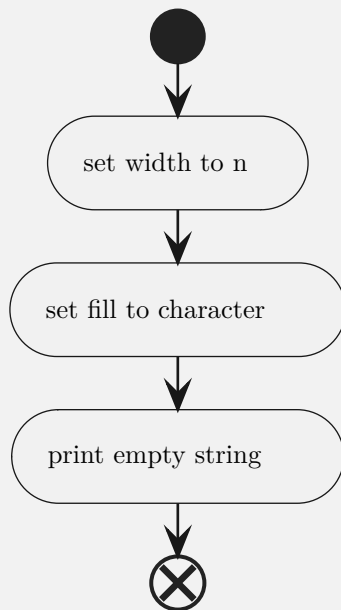 set width to n
set fill to character
print empty string